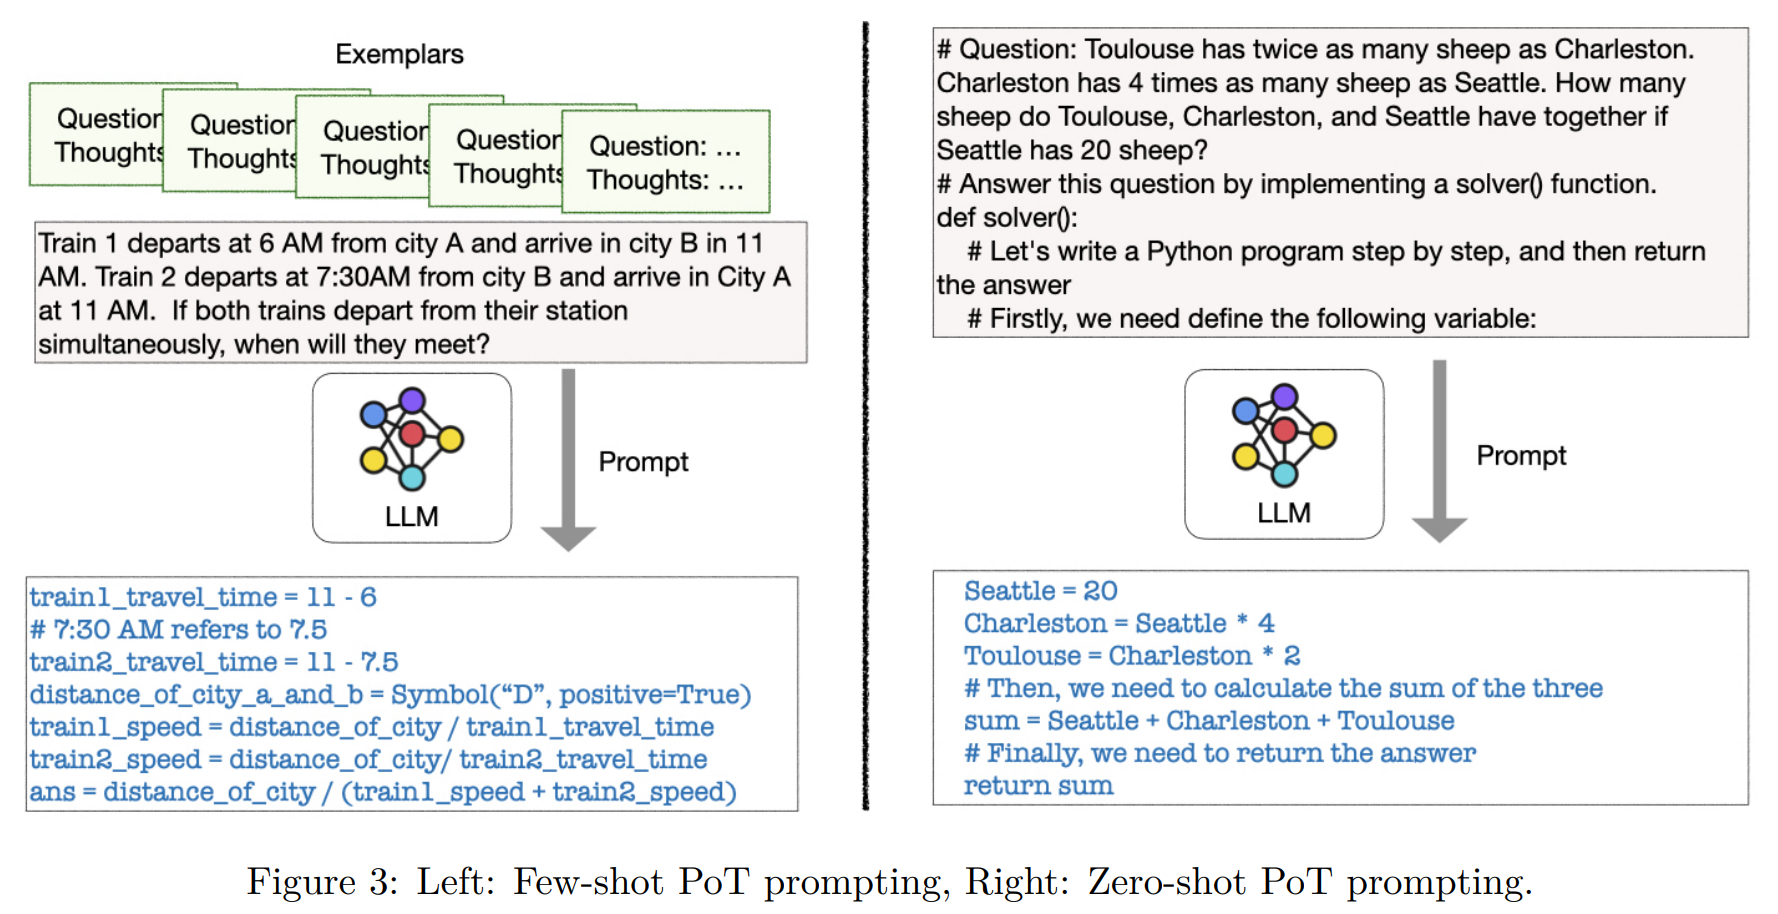 Exemplars
Question
Thoughts
Question
Thoughts
Question
Thoughts
Question
Thoughts
Question: ...
Thoughts: ...
Train 1 departs at 6 AM from city A and arrive in city B in 11
AM. Train 2 departs at 7:30AM from city B and arrive in City A
at 11 AM.  If both trains depart from their station
simultaneously, when will they meet?
LLM
Prompt
train1_travel_time = 11 - 6
# 7:30 AM refers to 7.5
train2_travel_time = 11 - 7.5
distance_of_city_a_and_b = Symbol(“D”, positive=True)
train1_speed = distance_of_city / train1_travel_time
train2_speed = distance_of_city/ train2_travel_time
ans = distance_of_city / (train1_speed + train2_speed)
# Question: Toulouse has twice as many sheep as Charleston.
Charleston has 4 times as many sheep as Seattle. How many
sheep do Toulouse, Charleston, and Seattle have together if
Seattle has 20 sheep?
# Answer this question by implementing a solver() function.
def solver():
# Let's write a Python program step by step, and then return
the answer
# Firstly, we need define the following variable:
LLM
Prompt
Seattle = 20
Charleston = Seattle * 4
Toulouse = Charleston * 2
# Then, we need to calculate the sum of the three
sum = Seattle + Charleston + Toulouse
# Finally, we need to return the answer
return sum
Figure 3: Left: Few-shot PoT prompting, Right: Zero-shot PoT prompting.